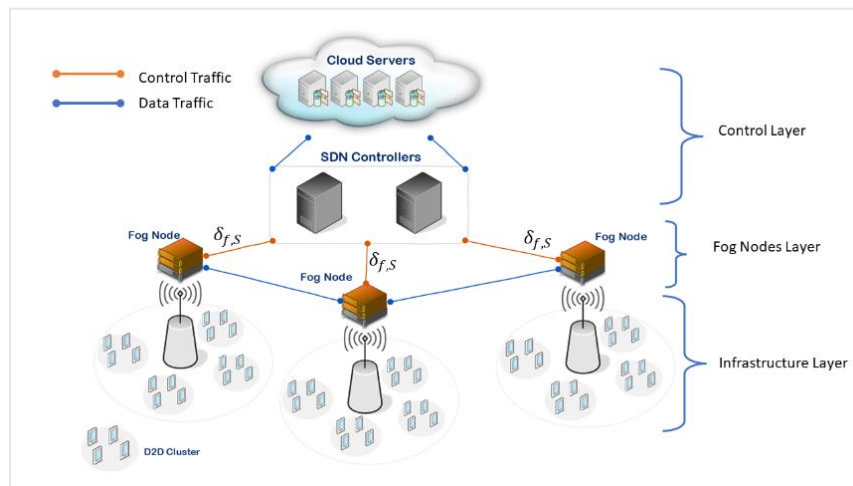 Cloud Servers
Control Traffic
Data Traffic
Control Layer
SDN Controllers
δf,S
Fog Node
δf,S
Fog Node
Fog Nodes Layer
δf,S
Fog Node
Infrastructure Layer
D2D Cluster